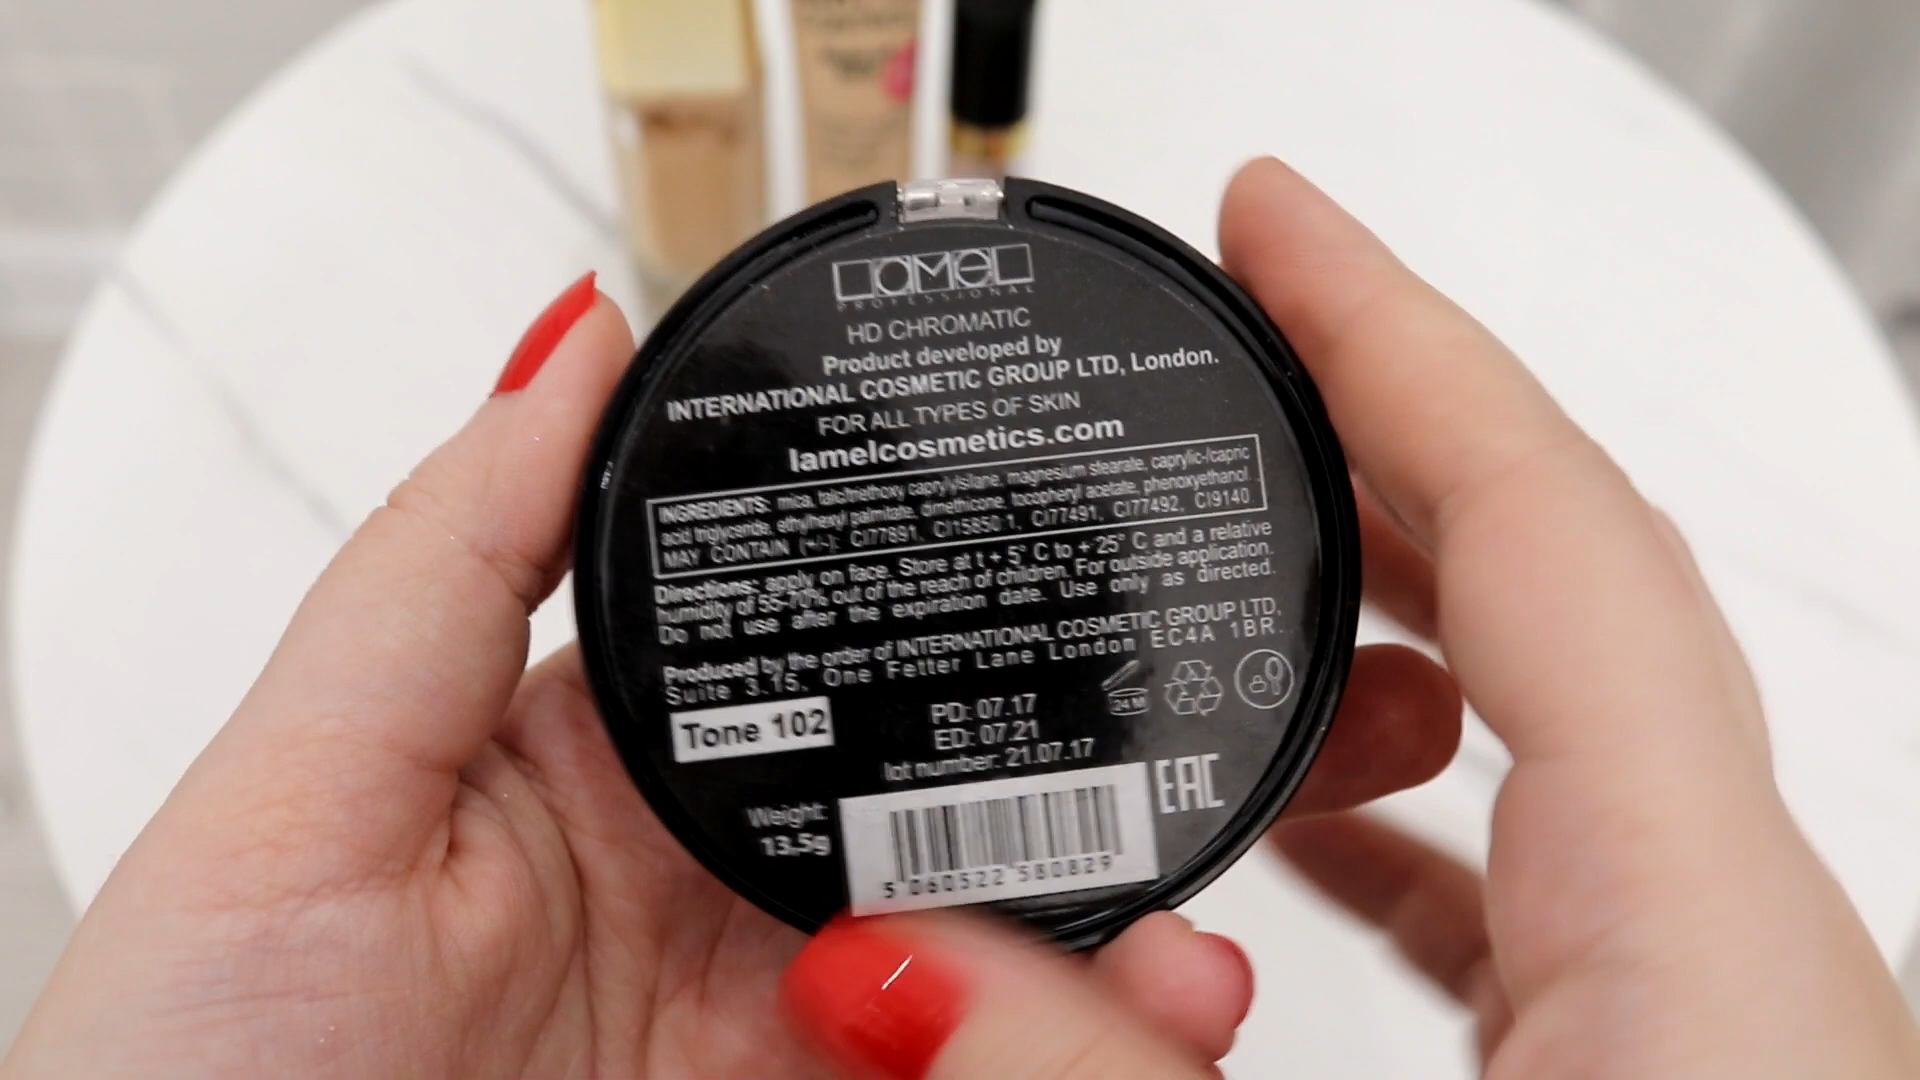 LAMEL
PROFESSIONAL
HD CHROMATIC
Product developed by
INTERNATIONAL COSMETIC GROUP LTD, London.
FOR ALL TYPES OF SKIN
lamelcosmetics.com
INGREDIENTS: mica, talc/triethoxy caprylylsilane, magnesium stearate, caprylic-/capric
acid triglyceride, ethylhexyl palmitate, dimethicone, tocopheryl acetate, phenoxyethanol.
MAY CONTAIN (+/-): CI77891, CI15850:1, CI77491, CI77492, CI9140.
Directions: apply on face. Store at t + 5° C to + 25° C and a relative
humidity of 55-70% out of the reach of children. For outside application.
Do not use after the expiration date. Use only as directed.
Produced by the order of INTERNATIONAL COSMETIC GROUP LTD,
Suite 3.15, One Fetter Lane London EC4A 1BR.
24 M
Tone 102
PD: 07.17
ED: 07.21
lot number: 21.07.17
EAC
Weight:
13,5g
5 060522 580829